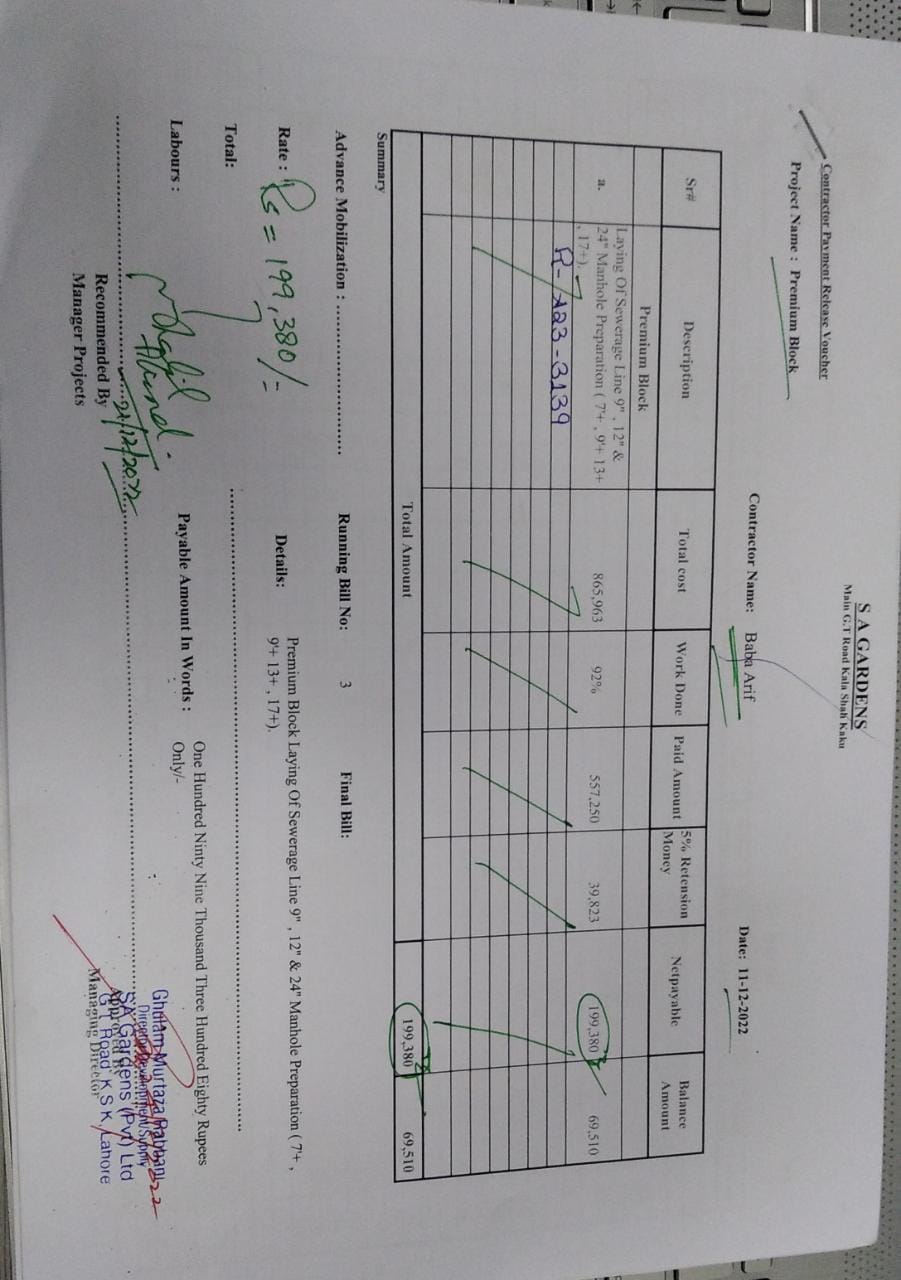 S A GARDENS
Main G.T Road Kala Shah Kaku
Contractor Payment Release Voucher
Project Name : Premium Block
Contractor Name: Baba Arif
Date: 11-12-2022
Sr# Description Total cost Work Done Paid Amount 5% Retension Money Netpayable Balance Amount
Premium Block
a. Laying Of Sewerage Line 9" , 12" & 865,963 92% 557,250 39,823 199,380 69,510
24" Manhole Preparation ( 7'+ , 9'+ 13+
, 17+).
R-123-3139
Total Amount 199,380 69,510
Summary
Advance Mobilization : Running Bill No: 3 Final Bill:
Rate : Rs = 199,380/= Details: Premium Block Laying Of Sewerage Line 9" , 12" & 24" Manhole Preparation ( 7'+ ,
9'+ 13+ , 17+).
Total:
Labours : Payable Amount In Words : One Hundred Ninty Nine Thousand Three Hundred Eighty Rupees
Only/-
21/12/2022
Recommended By
Manager Projects
Ghulam Murtaza Rabbani
SA Gardens (Pvt) Ltd
G.T. Road K S K, Lahore
Approved By
Managing Director